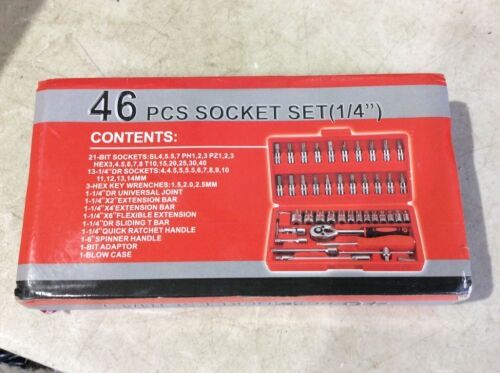 46 PCS SOCKET SET(1/4")
CONTENTS:
21-BIT SOCKETS:SL4,5.5,7 PH1,2,3 PZ1,2,3
HEX3,4,5,6,7,8 T10,15,20,25,30,40
13-1/4"DR SOCKETS:4,4.5,5,5.5,6,7,8,9,10
11,12,13,14MM
3-HEX KEY WRENCHES:1.5,2.0,2.5MM
1-1/4"DR UNIVERSAL JOINT
1-1/4"X2"EXTENSION BAR
1-1/4"X4"EXTENSION BAR
1-1/4"X6"FLEXIBLE EXTENSION
1-1/4"DR SLIDING T BAR
1-1/4"QUICK RATCHET HANDLE
1-6"SPINNER HANDLE
1-BIT ADAPTOR
1-BLOW CASE